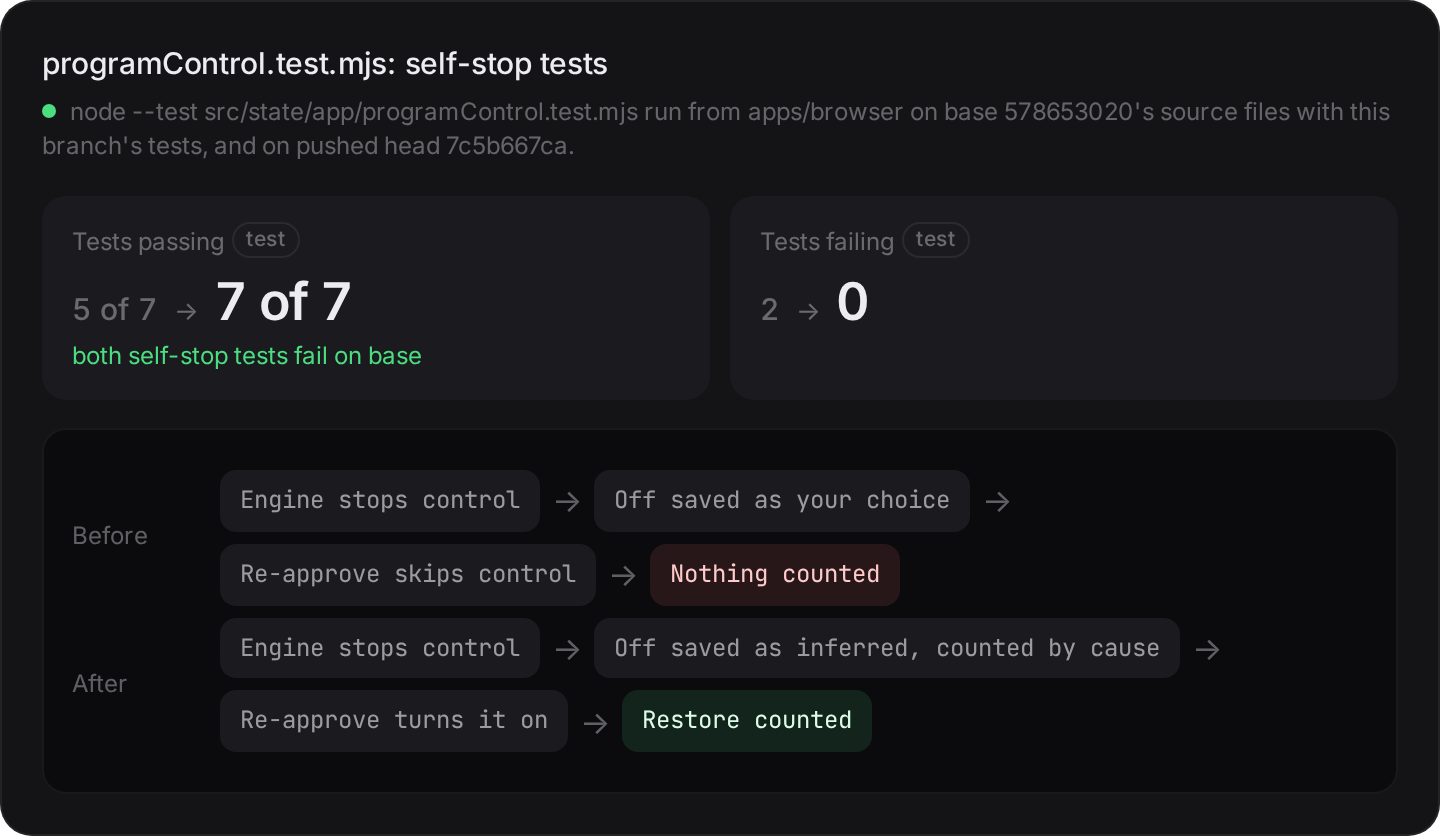 programControl.test.mjs: self-stop tests
node --test src/state/app/programControl.test.mjs run from apps/browser on base 578653020's source files with this
branch's tests, and on pushed head 7c5b667ca.
Tests passing test
5 of 7 → 7 of 7
both self-stop tests fail on base
Tests failing test
2 → 0
Before
Engine stops control → Off saved as your choice →
Re-approve skips control → Nothing counted
After
Engine stops control → Off saved as inferred, counted by cause →
Re-approve turns it on → Restore counted